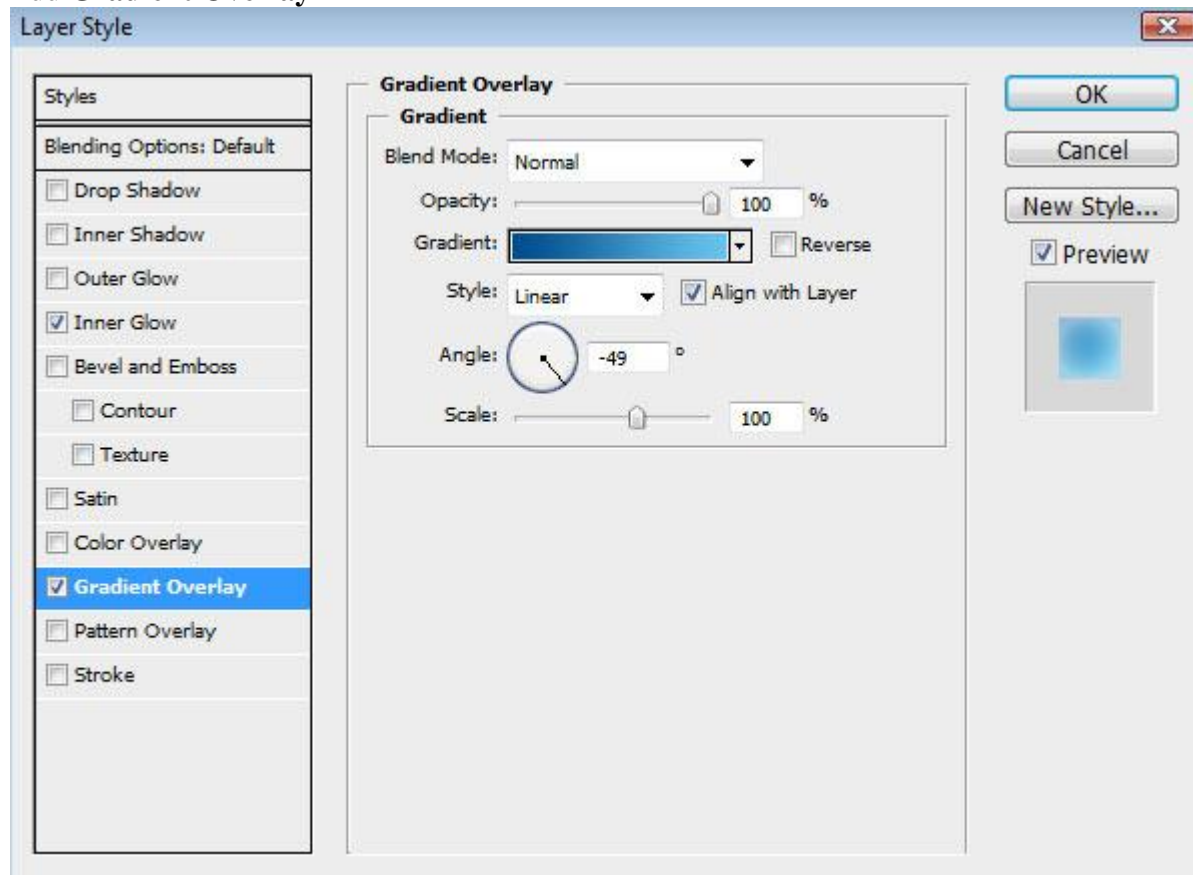 Layer Style
Styles
Blending Options: Default
Drop Shadow
Inner Shadow
Outer Glow
Inner Glow
Bevel and Emboss
Contour
Texture
Satin
Color Overlay
Gradient Overlay
Pattern Overlay
Stroke
Gradient Overlay
Gradient
Blend Mode: Normal
Opacity: 100 %
Gradient: Reverse
Style: Linear Align with Layer
Angle: -49 °
Scale: 100 %
OK
Cancel
New Style...
Preview